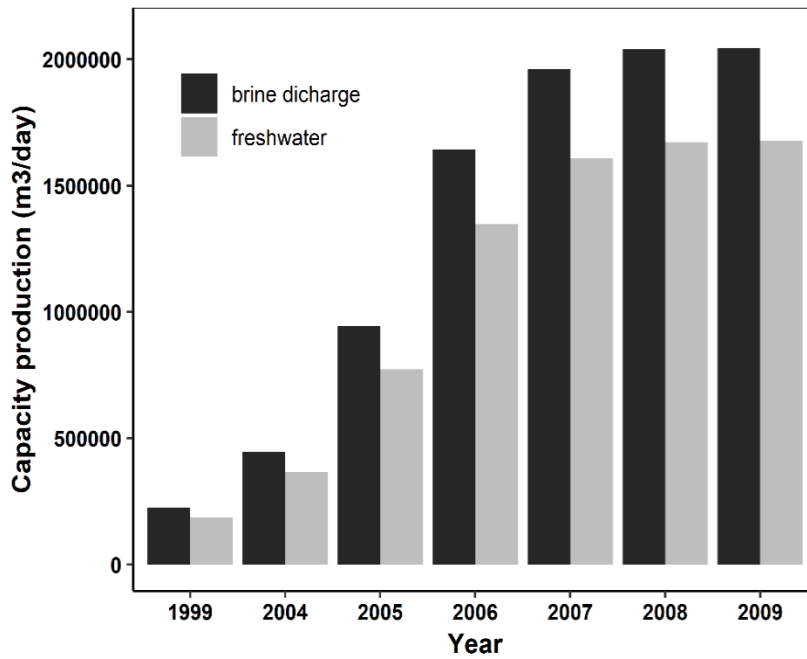 2000000
1500000
1000000
500000
0
Capacity production (m3/day)
brine dicharge
freshwater
1999 2004 2005 2006 2007 2008 2009
Year